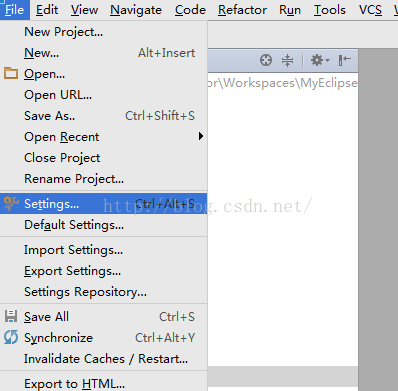 File Edit View Navigate Code Refactor Run Tools VCS
New Project...
New... Alt+Insert
Open...
or\Workspaces\MyEclipse
Open URL...
Save As.. Ctrl+Shift+S
Open Recent
Close Project
Rename Project...
Settings... Ctrl+Alt+S
http://blog.csdn.net/
Default Settings...
Import Settings...
Export Settings...
Settings Repository...
Save All Ctrl+S
Synchronize Ctrl+Alt+Y
Invalidate Caches / Restart...
Export to HTML...